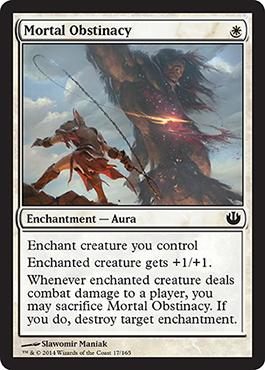 Mortal Obstinacy
Enchantment — Aura
Enchant creature you control
Enchanted creature gets +1/+1.
Whenever enchanted creature deals
combat damage to a player, you
may sacrifice Mortal Obstinacy. If
you do, destroy target enchantment.
Slawomir Maniak
™ & © 2014 Wizards of the Coast 17/165